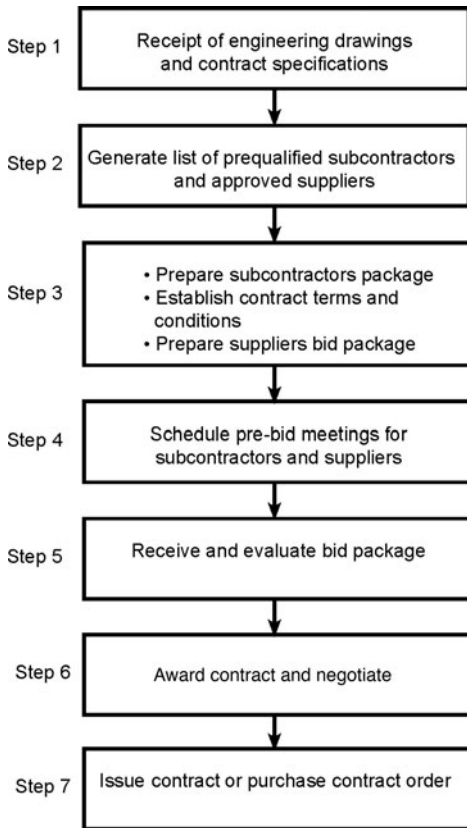 Step 1
Receipt of engineering drawings
and contract specifications
Step 2
Generate list of prequalified subcontractors
and approved suppliers
Step 3
• Prepare subcontractors package
• Establish contract terms and
conditions
• Prepare suppliers bid package
Step 4
Schedule pre-bid meetings for
subcontractors and suppliers
Step 5
Receive and evaluate bid package
Step 6
Award contract and negotiate
Step 7
Issue contract or purchase contract order